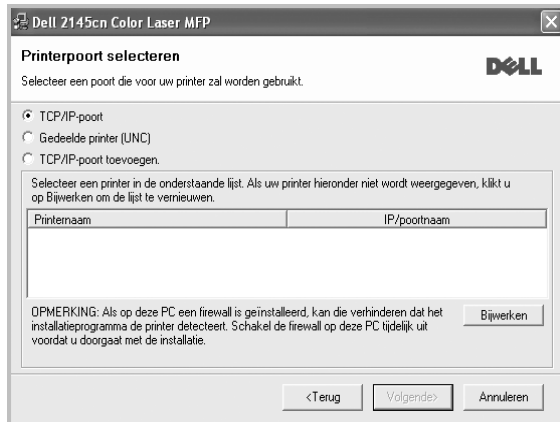 Dell 2145cn Color Laser MFP
Printerpoort selecteren
Selecteer een poort die voor uw printer zal worden gebruikt.
DELL
TCP/IP-poort
Gedeelde printer (UNC)
TCP/IP-poort toevoegen.
Selecteer een printer in de onderstaande lijst. Als uw printer hieronder niet wordt weergegeven, klikt u
op Bijwerken om de lijst te vernieuwen.
Printernaam IP/poortnaam
OPMERKING: Als op deze PC een firewall is geïnstalleerd, kan die verhinderen dat het
installatieprogramma de printer detecteert. Schakel de firewall op deze PC tijdelijk uit
voordat u doorgaat met de installatie.
Bijwerken
<Terug Volgende> Annuleren